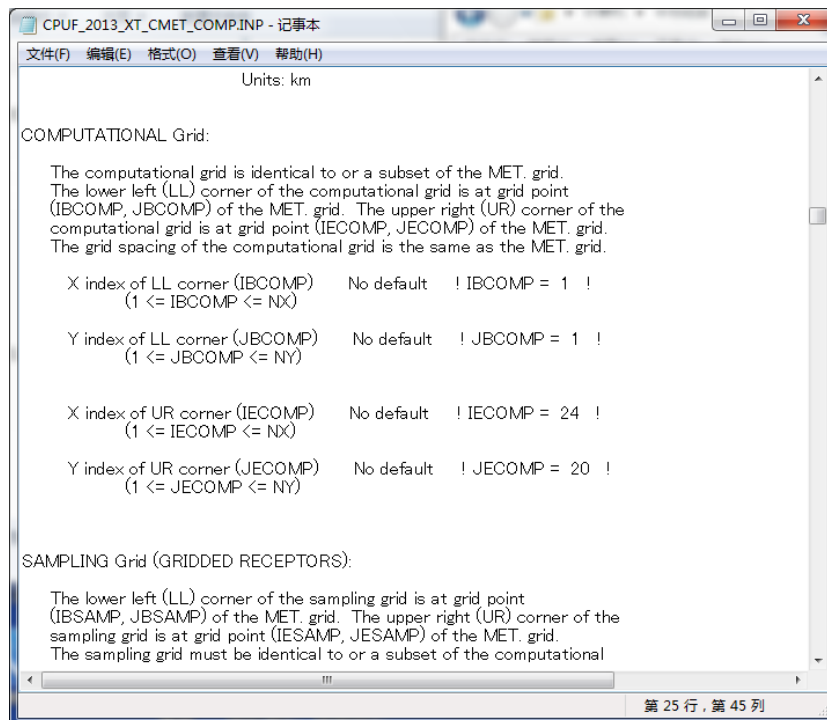 CPUF_2013_XT_CMET_COMP.INP - 记事本
文件(F) 编辑(E) 格式(O) 查看(V) 帮助(H)
Units: km
COMPUTATIONAL Grid:
The computational grid is identical to or a subset of the MET. grid.
The lower left (LL) corner of the computational grid is at grid point
(IBCOMP, JBCOMP) of the MET. grid. The upper right (UR) corner of the
computational grid is at grid point (IECOMP, JECOMP) of the MET. grid.
The grid spacing of the computational grid is the same as the MET. grid.
X index of LL corner (IBCOMP) No default ! IBCOMP = 1 !
(1 <= IBCOMP <= NX)
Y index of LL corner (JBCOMP) No default ! JBCOMP = 1 !
(1 <= JBCOMP <= NY)
X index of UR corner (IECOMP) No default ! IECOMP = 24 !
(1 <= IECOMP <= NX)
Y index of UR corner (JECOMP) No default ! JECOMP = 20 !
(1 <= JECOMP <= NY)
SAMPLING Grid (GRIDDED RECEPTORS):
The lower left (LL) corner of the sampling grid is at grid point
(IBSAMP, JBSAMP) of the MET. grid. The upper right (UR) corner of the
sampling grid is at grid point (IESAMP, JESAMP) of the MET. grid.
The sampling grid must be identical to or a subset of the computational
第 25 行，第 45 列